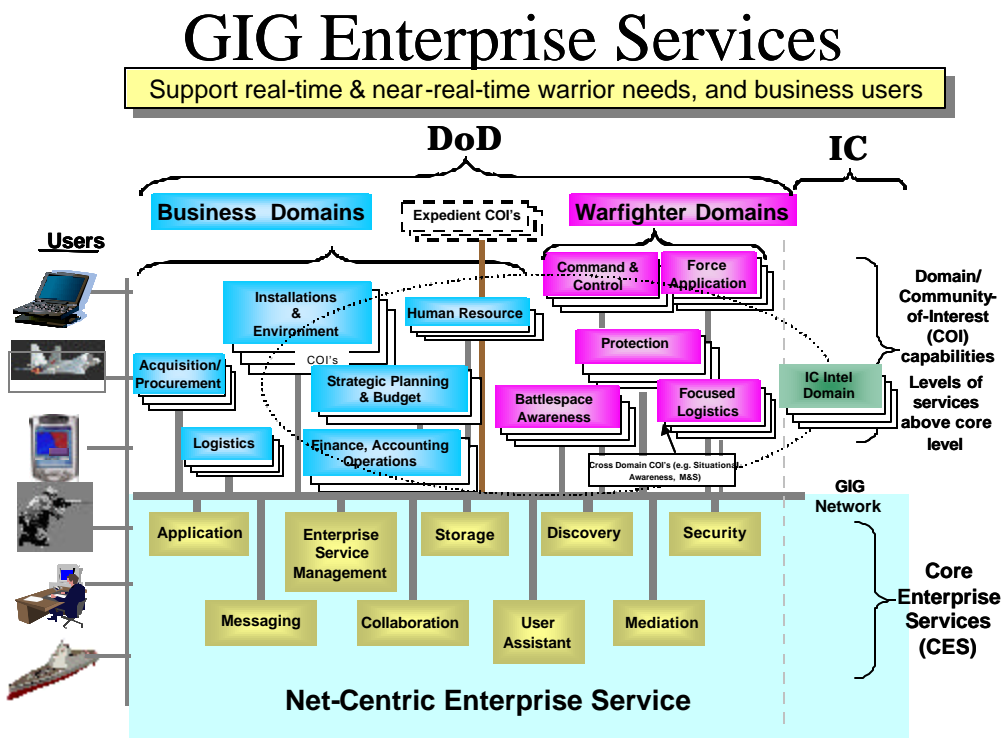 GIG Enterprise Services
Support real-time & near-real-time warrior needs, and business users
DoD
IC
Business Domains
Expedient COI's
Warfighter Domains
Users
Installations
&
Environment
COI's
Human Resource
Acquisition/
Procurement
Strategic Planning
& Budget
Logistics
Finance, Accounting
Operations
Command &
Control
Force
Application
Protection
Battlespace
Awareness
Focused
Logistics
Cross Domain COI's (e.g. Situational
Awareness, M&S)
IC Intel
Domain
Domain/
Community-
of-Interest
(COI)
capabilities
Levels of
services
above core
level
GIG
Network
Application
Enterprise
Service
Management
Storage
Discovery
Security
Messaging
Collaboration
User
Assistant
Mediation
Core
Enterprise
Services
(CES)
Net-Centric Enterprise Service